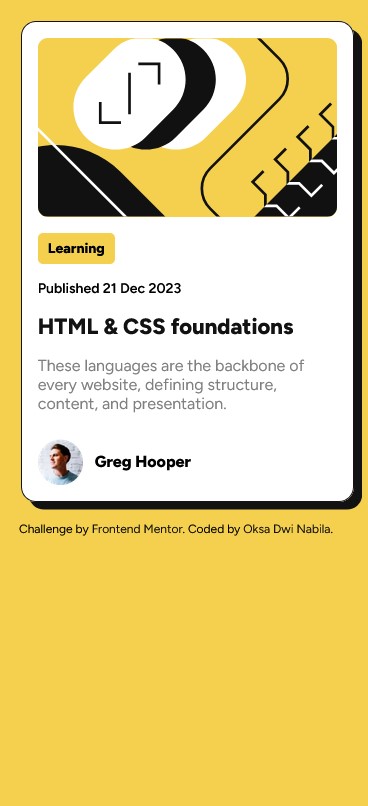 Learning
Published 21 Dec 2023
HTML & CSS foundations
These languages are the backbone of
every website, defining structure,
content, and presentation.
Greg Hooper
Challenge by Frontend Mentor. Coded by Oksa Dwi Nabila.